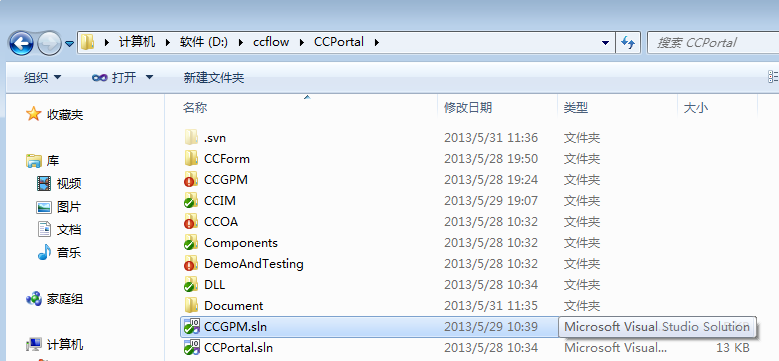 计算机 ▸ 软件 (D:) ▸ ccflow ▸ CCPortal ▸ 搜索 CCPortal
组织 打开 新建文件夹
名称 修改日期 类型 大小
收藏夹
库
视频
图片
文档
音乐
家庭组
计算机
.svn 2013/5/31 11:36 文件夹
CCForm 2013/5/28 19:50 文件夹
CCGPM 2013/5/28 19:24 文件夹
CCIM 2013/5/29 19:07 文件夹
CCOA 2013/5/28 10:32 文件夹
Components 2013/5/28 10:32 文件夹
DemoAndTesting 2013/5/28 10:32 文件夹
DLL 2013/5/28 10:34 文件夹
Document 2013/5/31 11:35 文件夹
CCGPM.sln 2013/5/29 10:39 Microsoft Visual Studio Solution
CCPortal.sln 2013/5/28 10:34 Microsoft Visual... 13 KB